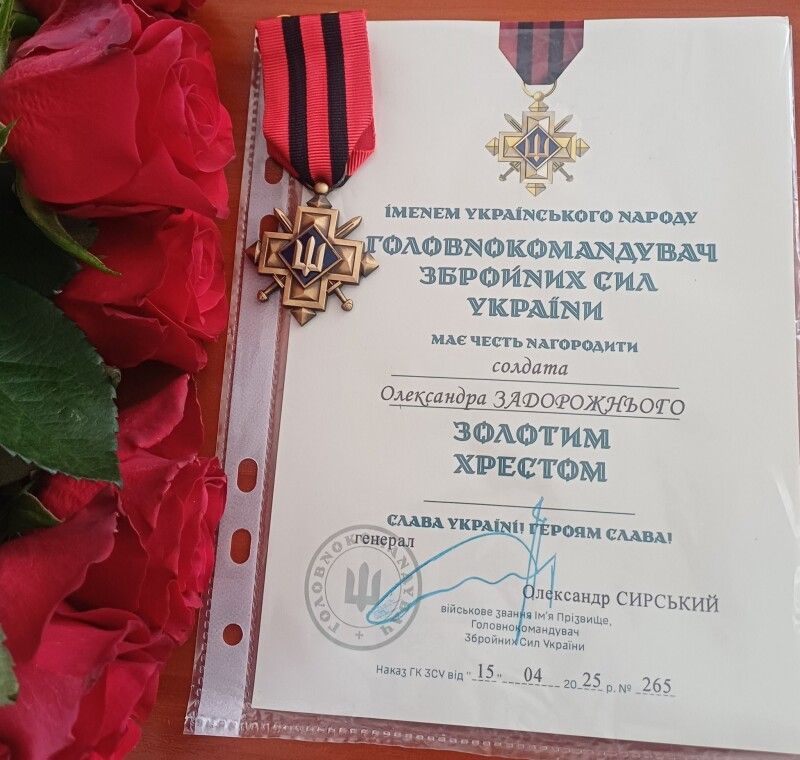 ІМЕНЕМ УКРАЇНСЬКОГО НАРОДУ
ГОЛОВНОКОМАНДУВАЧ
ЗБРОЙНИХ СИЛ
УКРАЇНИ
МАЄ ЧЕСТЬ НАГОРОДИТИ
солдата
Олександра ЗАДОРОЖНЬОГО
ЗОЛОТИМ
ХРЕСТОМ
СЛАВА УКРАЇНІ! ГЕРОЯМ СЛАВА!
генерал
ГОЛОВНОКОМАНДУВАЧ
Олександр СИРСЬКИЙ
військове звання Ім'я Прізвище,
Головнокомандувач
Збройних Сил України
Наказ ГК ЗСУ від "15" 04 2025 р. № 265